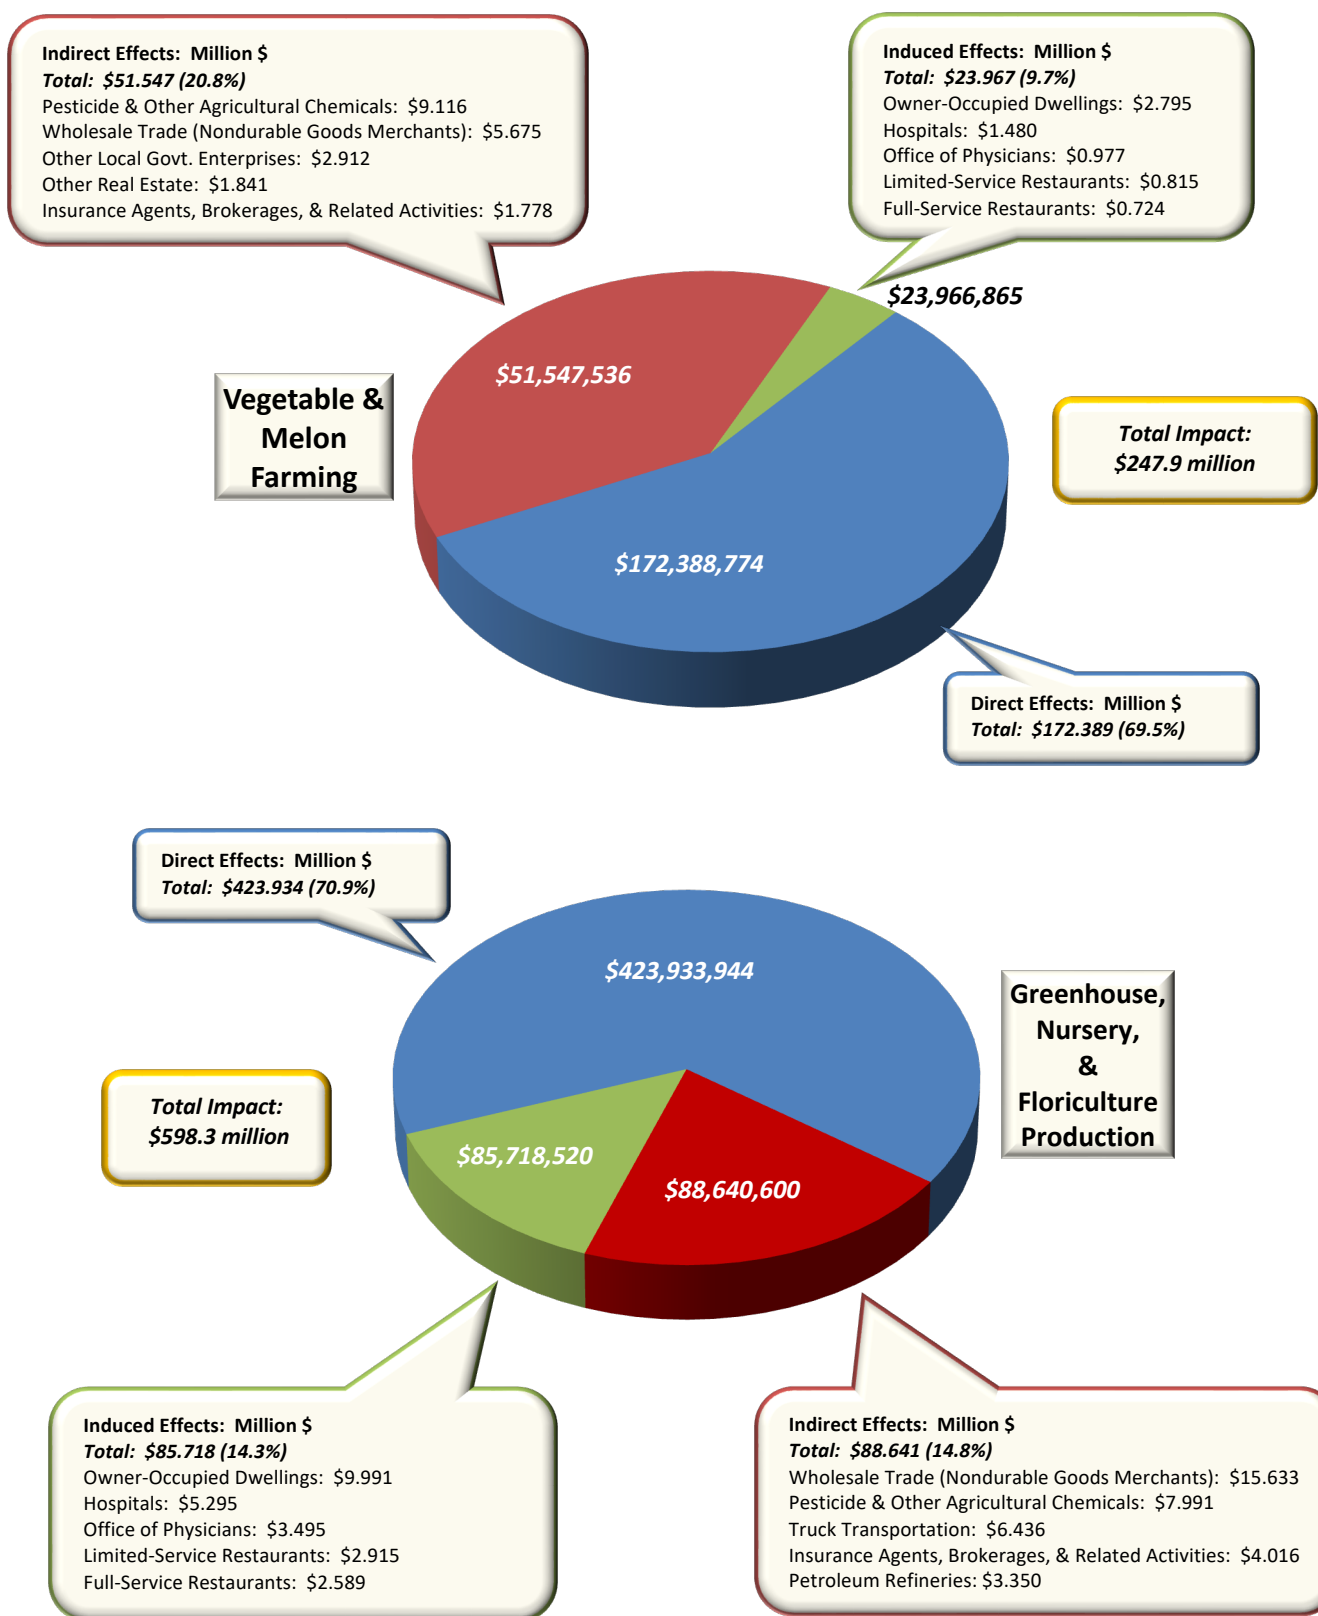 Indirect Effects:  Million $
Total:  $51.547 (20.8%)
Pesticide & Other Agricultural Chemicals:  $9.116
Wholesale Trade (Nondurable Goods Merchants):  $5.675
Other Local Govt. Enterprises:  $2.912
Other Real Estate:  $1.841
Insurance Agents, Brokerages, & Related Activities:  $1.778
Induced Effects:  Million $
Total:  $23.967 (9.7%)
Owner-Occupied Dwellings:  $2.795
Hospitals:  $1.480
Office of Physicians:  $0.977
Limited-Service Restaurants:  $0.815
Full-Service Restaurants:  $0.724
$23,966,865
$51,547,536
Vegetable &
Melon
Farming
Total Impact:
$247.9 million
$172,388,774
Direct Effects:  Million $
Total:  $172.389 (69.5%)
Direct Effects:  Million $
Total:  $423.934 (70.9%)
$423,933,944
Greenhouse,
Nursery,
&
Floriculture
Production
Total Impact:
$598.3 million
$85,718,520
$88,640,600
Induced Effects:  Million $
Total:  $85.718 (14.3%)
Owner-Occupied Dwellings:  $9.991
Hospitals:  $5.295
Office of Physicians:  $3.495
Limited-Service Restaurants:  $2.915
Full-Service Restaurants:  $2.589
Indirect Effects:  Million $
Total:  $88.641 (14.8%)
Wholesale Trade (Nondurable Goods Merchants):  $15.633
Pesticide & Other Agricultural Chemicals:  $7.991
Truck Transportation:  $6.436
Insurance Agents, Brokerages, & Related Activities:  $4.016
Petroleum Refineries: $3.350